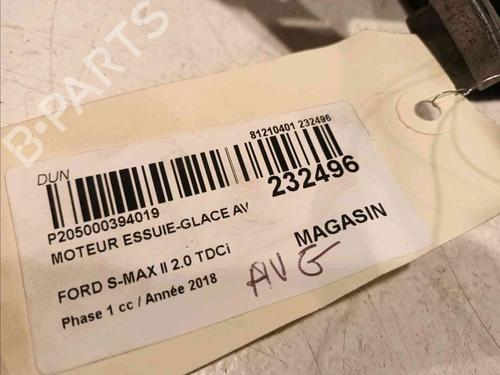 B-PARTS
DUN
81210401 232496
P205000394019
232496
MOTEUR ESSUIE-GLACE AV
FORD S-MAX II 2.0 TDCi
MAGASIN
Phase 1 cc / Année 2018
AVG